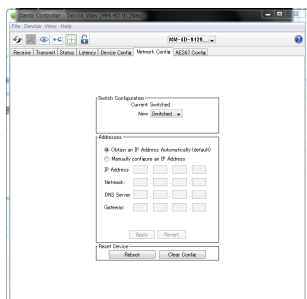 Dante Controller - Device View (MM-4D-9129ae)
File Device View Help
MM-4D-9129...
Receive Transmit Status Latency Device Config Network Config AES67 Config
Switch Configuration
Current: Switched
New: Switched
Addresses
Obtain an IP Address Automatically (default)
Manually configure an IP Address
IP Address:
Netmask:
DNS Server:
Gateway:
Apply Revert
Reset Device
Reboot Clear Config